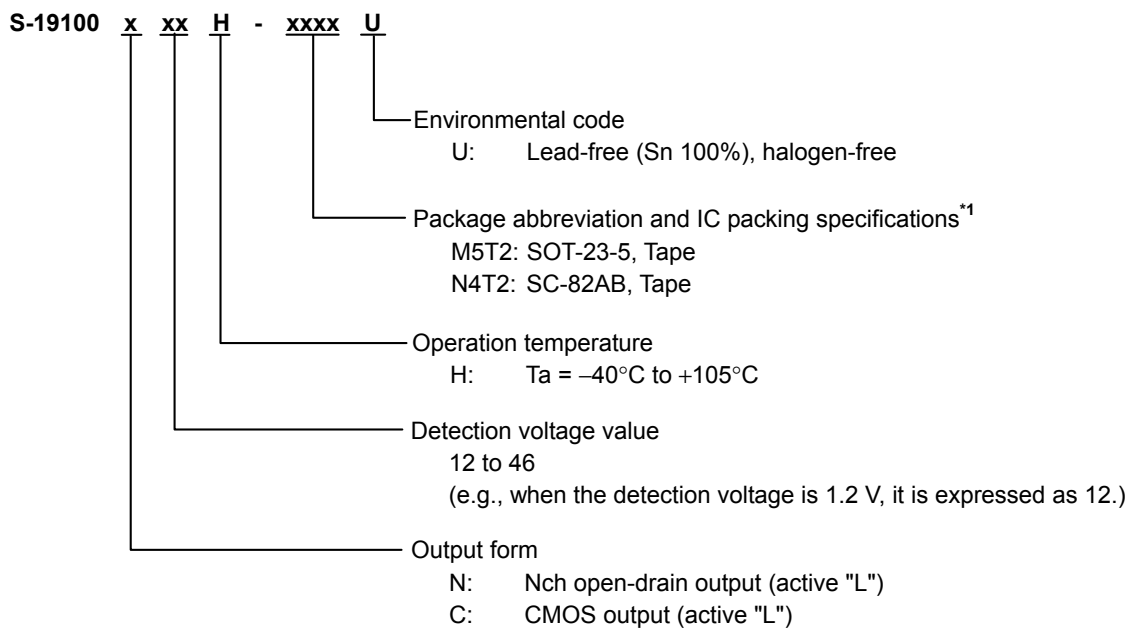 S-19100 x xx H - xxxx U
Environmental code
U: Lead-free (Sn 100%), halogen-free
Package abbreviation and IC packing specifications*1
M5T2: SOT-23-5, Tape
N4T2: SC-82AB, Tape
Operation temperature
H: Ta = −40°C to +105°C
Detection voltage value
12 to 46
(e.g., when the detection voltage is 1.2 V, it is expressed as 12.)
Output form
N: Nch open-drain output (active "L")
C: CMOS output (active "L")